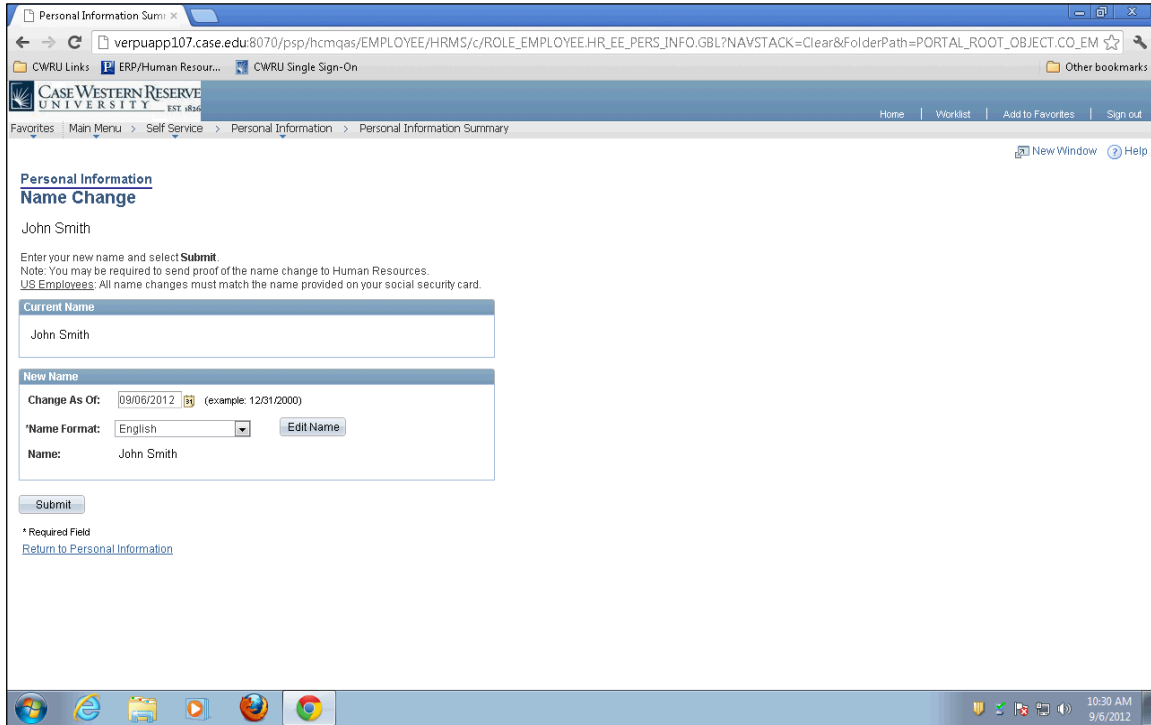 Personal Information Sum
verpuapp107.case.edu:8070/psp/hcmqas/EMPLOYEE/HRMS/c/ROLE_EMPLOYEE.HR_EE_PERS_INFO.GBL?NAVSTACK=Clear&FolderPath=PORTAL_ROOT_OBJECT.CO_EM
CWRU Links ERP/Human Resour... CWRU Single Sign-On Other bookmarks
CASE WESTERN RESERVE
UNIVERSITY EST. 1826
Home | Worklist | Add to Favorites | Sign out
Favorites Main Menu > Self Service > Personal Information > Personal Information Summary
New Window Help
Personal Information
Name Change
John Smith
Enter your new name and select Submit.
Note: You may be required to send proof of the name change to Human Resources.
US Employees: All name changes must match the name provided on your social security card.
Current Name
John Smith
New Name
Change As Of: 09/06/2012 31 (example: 12/31/2000)
*Name Format: English Edit Name
Name: John Smith
Submit
* Required Field
Return to Personal Information
10:30 AM
9/6/2012